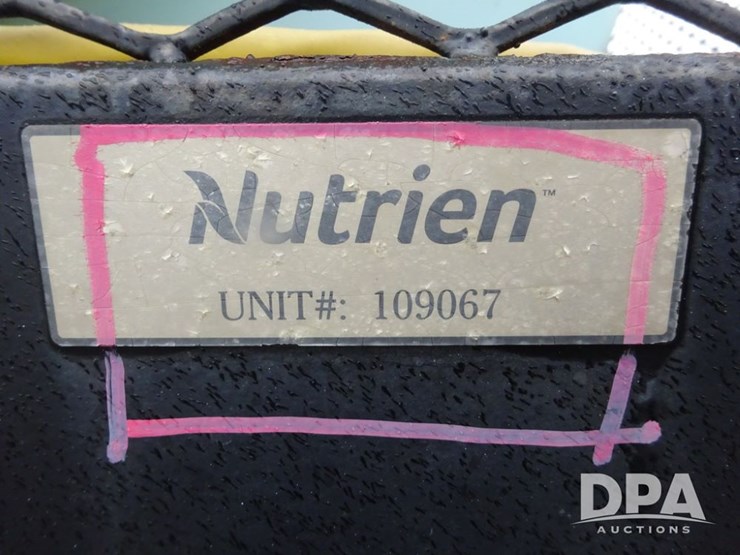 Nutrien™
UNIT#: 109067
DPA
AUCTIONS